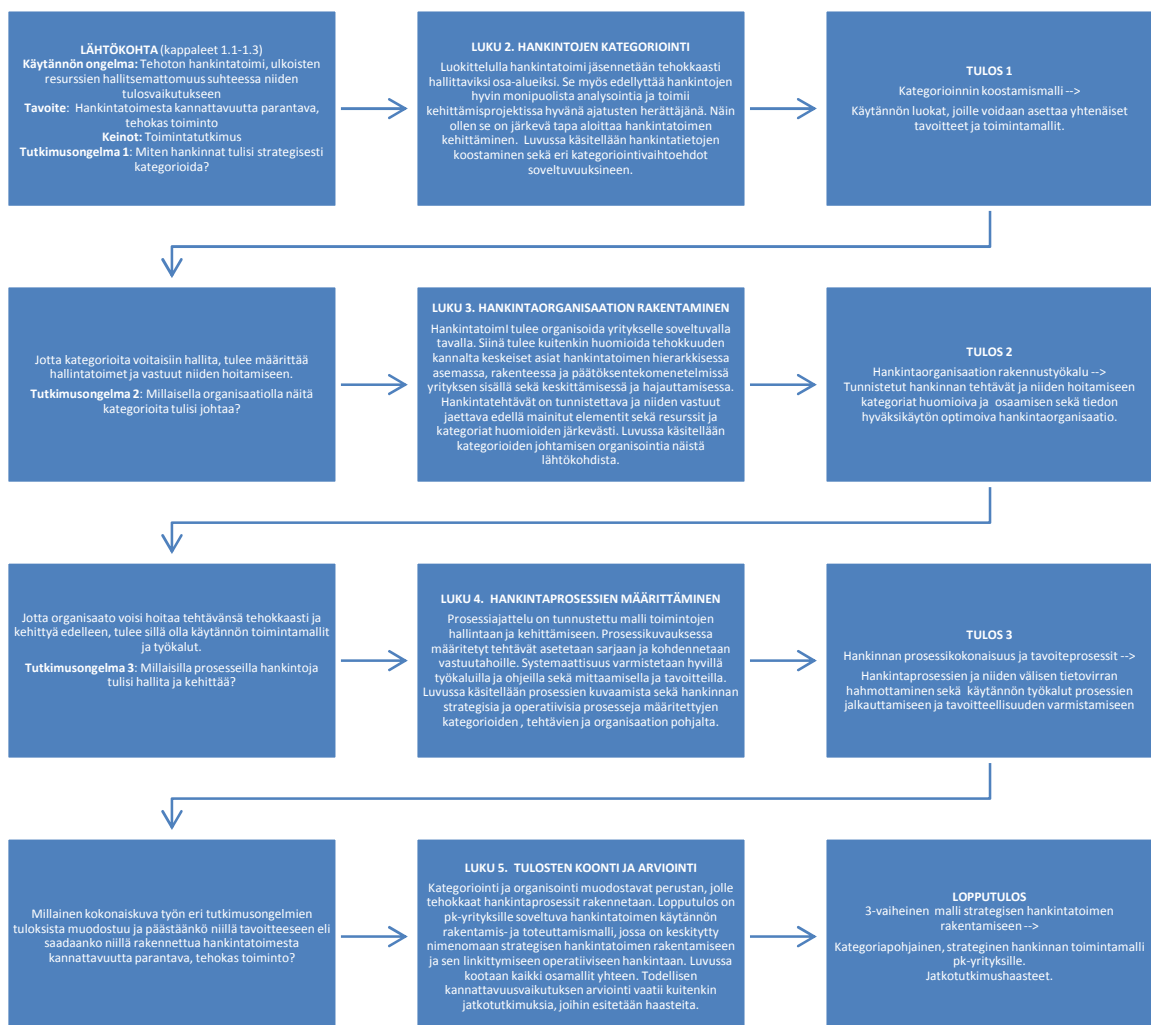 LÄHTÖKOHTA (kappaleet 1.1-1.3)
Käytännön ongelma: Tehoton hankintatoimi, ulkoisten
resurssien hallitsemattomuus suhteessa niiden
tulosvaikutukseen
Tavoite: Hankintatoimesta kannattavuutta parantava,
tehokas toiminto
Keinot: Toimintatutkimus
Tutkimusongelma 1: Miten hankinnat tulisi strategisesti
kategorioida?
LUKU 2. HANKINTOJEN KATEGORIOINTI
Luokittelulla hankintatoimi jäsennetään tehokkaasti
hallittaviksi osa-alueiksi. Se myös edellyttää hankintojen
hyvin monipuolista analysointia ja toimii
kehittämisprojektissa hyvänä ajatusten herättäjänä. Näin
ollen se on järkevä tapa aloittaa hankintatoimen
kehittäminen. Luvussa käsitellään hankintatietojen
koostaminen sekä eri kategoriointivaihtoehdot
soveltuvuuksineen.
TULOS 1
Kategorioinnin koostamismalli -->
Käytännön luokat, joille voidaan asettaa yhtenäiset
tavoitteet ja toimintamallit.
Jotta kategorioita voitaisiin hallita, tulee määrittää
hallintatoimet ja vastuut niiden hoitamiseen.
Tutkimusongelma 2: Millaisella organisaatiolla näitä
kategorioita tulisi johtaa?
LUKU 3. HANKINTAORGANISAATION RAKENTAMINEN
HankintatoimI tulee organisoida yritykselle soveltuvalla
tavalla. Siinä tulee kuitenkin huomioida tehokkuuden
kannalta keskeiset asiat hankintatoimen hierarkkisessa
asemassa, rakenteessa ja päätöksentekomenetelmissä
yrityksen sisällä sekä keskittämisessä ja hajauttamisessa.
Hankintatehtävät on tunnistettava ja niiden vastuut
jaettava edellä mainitut elementit sekä resurssit ja
kategoriat huomioiden järkevästi. Luvussa käsitellään
kategorioiden johtamisen organisointia näistä
lähtökohdista.
TULOS 2
Hankintaorganisaation rakennustyökalu -->
Tunnistetut hankinnan tehtävät ja niiden hoitamiseen
kategoriat huomioiva ja osaamisen sekä tiedon
hyväksikäytön optimoiva hankintaorganisaatio.
Jotta organisaato voisi hoitaa tehtävänsä tehokkaasti ja
kehittyä edelleen, tulee sillä olla käytännön toimintamallit
ja työkalut.
Tutkimusongelma 3: Millaisilla prosesseilla hankintoja
tulisi hallita ja kehittää?
LUKU 4. HANKINTAPROSESSIEN MÄÄRITTÄMINEN
Prosessiajattelu on tunnustettu malli toimintojen
hallintaan ja kehittämiseen. Prosessikuvauksessa
määritetyt tehtävät asetetaan sarjaan ja kohdennetaan
vastuutahoille. Systemaattisuus varmistetaan hyvillä
työkaluilla ja ohjeilla sekä mittaamisella ja tavoitteilla.
Luvussa käsitellään prosessien kuvaamista sekä hankinnan
strategisia ja operatiivisia prosesseja määritettyjen
kategorioiden , tehtävien ja organisaation pohjalta.
TULOS 3
Hankinnan prosessikokonaisuus ja tavoiteprosessit -->
Hankintaprosessien ja niiden välisen tietovirran
hahmottaminen sekä käytännön työkalut prosessien
jalkauttamiseen ja tavoitteellisuuden varmistamiseen
Millainen kokonaiskuva työn eri tutkimusongelmien
tuloksista muodostuu ja päästäänkö niillä tavoitteeseen eli
saadaanko niillä rakennettua hankintatoimesta
kannattavuutta parantava, tehokas toiminto?
LUKU 5. TULOSTEN KOONTI JA ARVIOINTI
Kategoriointi ja organisointi muodostavat perustan, jolle
tehokkaat hankintaprosessit rakennetaan. Lopputulos on
pk-yrityksille soveltuva hankintatoimen käytännön
rakentamis- ja toteuttamismalli, jossa on keskitytty
nimenomaan strategisen hankintatoimen rakentamiseen
ja sen linkittymiseen operatiiviseen hankintaan. Luvussa
kootaan kaikki osamallit yhteen. Todellisen
kannattavuusvaikutuksen arviointi vaatii kuitenkin
jatkotutkimuksia, joihin esitetään haasteita.
LOPPUTULOS
3-vaiheinen malli strategisen hankintatoimen
rakentamiseen -->
Kategoriapohjainen, strateginen hankinnan toimintamalli
pk-yrityksille.
Jatkotutkimushaasteet.